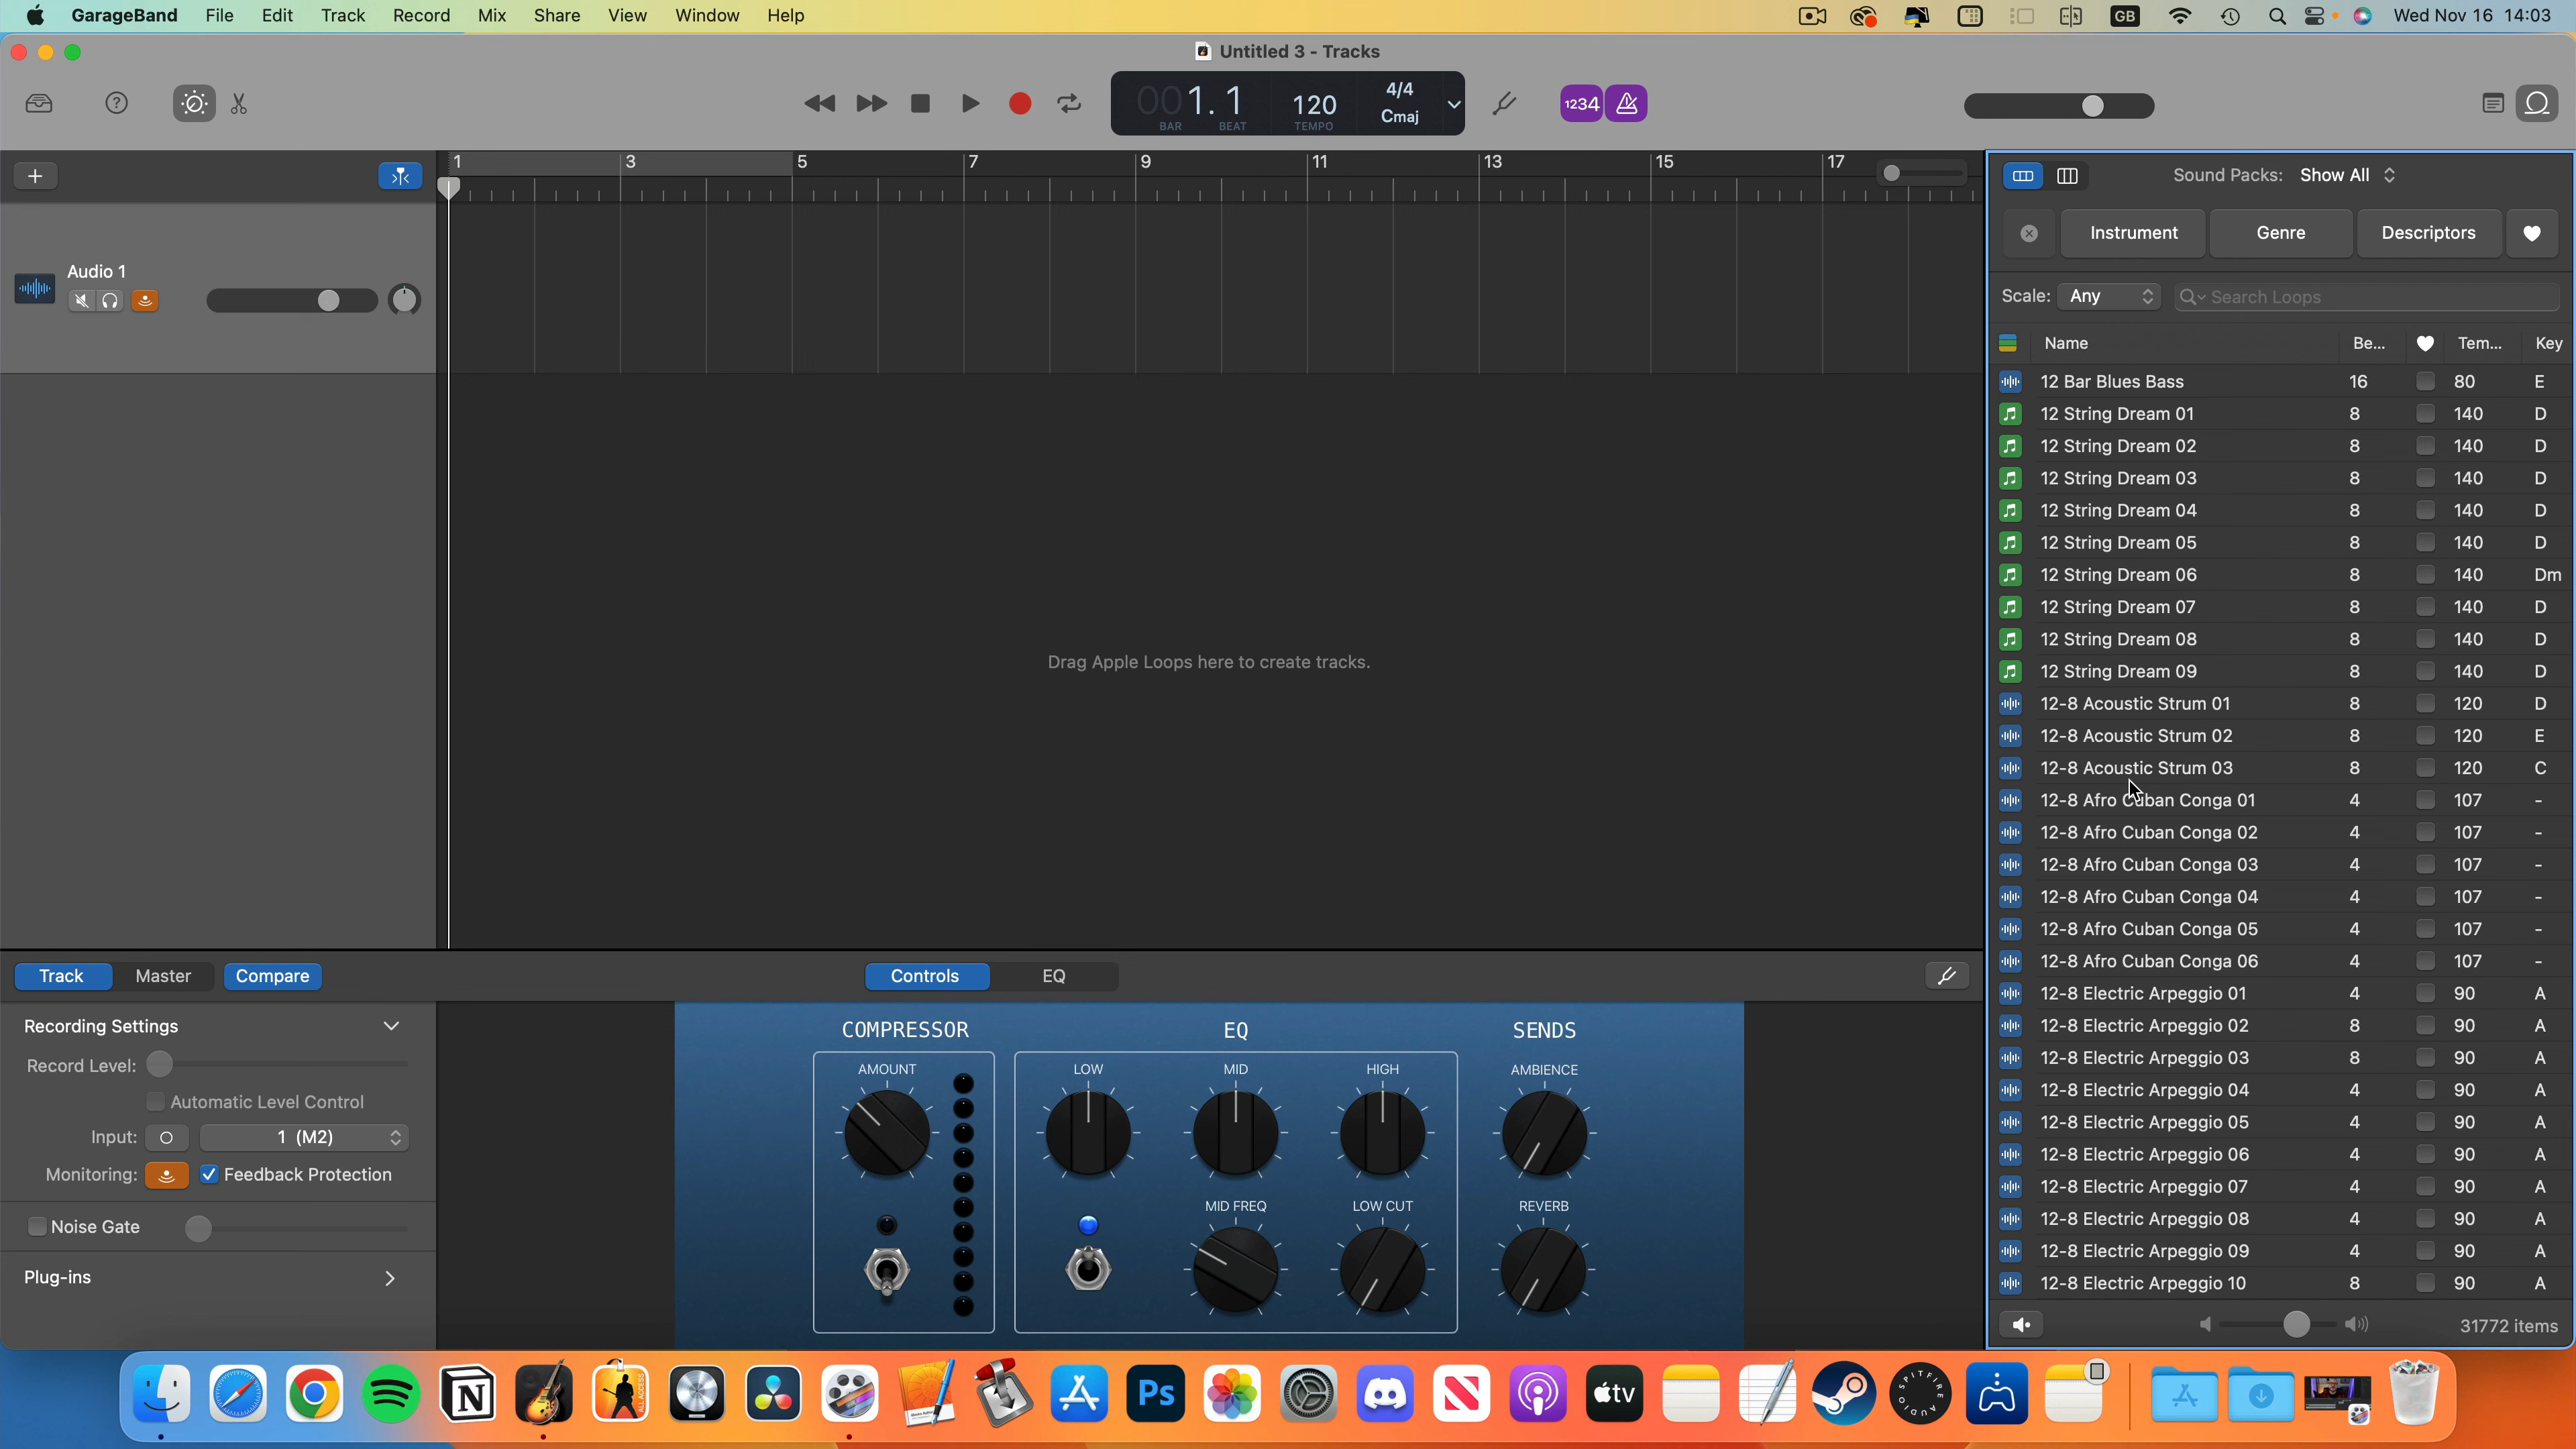 GarageBand File Edit Track Record Mix Share View Window Help GB Wed Nov 16 14:03
Untitled 3 - Tracks
001. 1 120 4/4
Cmaj
BAR BEAT TEMPO
1234
1 3 5 7 9 11 13 15 17
Audio 1
Drag Apple Loops here to create tracks.
Sound Packs: Show All
Instrument Genre Descriptors
Scale: Any Search Loops
Name Be... Tem... Key
12 Bar Blues Bass 16 80 E
12 String Dream 01 8 140 D
12 String Dream 02 8 140 D
12 String Dream 03 8 140 D
12 String Dream 04 8 140 D
12 String Dream 05 8 140 D
12 String Dream 06 8 140 Dm
12 String Dream 07 8 140 D
12 String Dream 08 8 140 D
12 String Dream 09 8 140 D
12-8 Acoustic Strum 01 8 120 D
12-8 Acoustic Strum 02 8 120 E
12-8 Acoustic Strum 03 8 120 C
12-8 Afro Cuban Conga 01 4 107 -
12-8 Afro Cuban Conga 02 4 107 -
12-8 Afro Cuban Conga 03 4 107 -
12-8 Afro Cuban Conga 04 4 107 -
12-8 Afro Cuban Conga 05 4 107 -
12-8 Afro Cuban Conga 06 4 107 -
12-8 Electric Arpeggio 01 4 90 A
12-8 Electric Arpeggio 02 8 90 A
12-8 Electric Arpeggio 03 8 90 A
12-8 Electric Arpeggio 04 4 90 A
12-8 Electric Arpeggio 05 4 90 A
12-8 Electric Arpeggio 06 4 90 A
12-8 Electric Arpeggio 07 4 90 A
12-8 Electric Arpeggio 08 4 90 A
12-8 Electric Arpeggio 09 4 90 A
12-8 Electric Arpeggio 10 8 90 A
31772 items
Track Master Compare Controls EQ
Recording Settings
Record Level:
Automatic Level Control
Input: 1 (M2)
Monitoring: Feedback Protection
Noise Gate
Plug-ins
COMPRESSOR EQ SENDS
AMOUNT LOW MID HIGH AMBIENCE
MID FREQ LOW CUT REVERB
N ALL ACCESS Ps tv SPITFIRE AUDIO